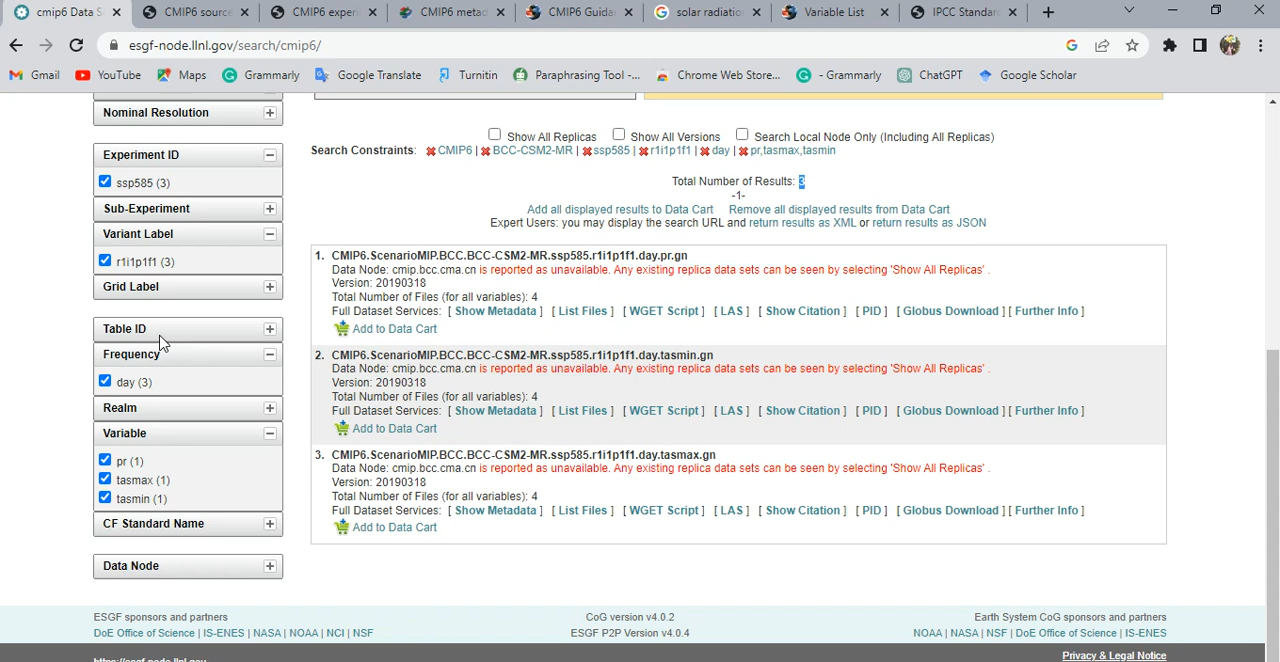 cmip6 Data S CMIP6 source CMIP6 experi CMIP6 metad CMIP6 Guida solar radiatio Variable List IPCC Standar
esgf-node.llnl.gov/search/cmip6/
Gmail YouTube Maps Grammarly Google Translate Turnitin Paraphrasing Tool -... Chrome Web Store... - Grammarly ChatGPT Google Scholar
Nominal Resolution
Experiment ID
ssp585 (3)
Sub-Experiment
Variant Label
r1i1p1f1 (3)
Grid Label
Table ID
Frequency
day (3)
Realm
Variable
pr (1)
tasmax (1)
tasmin (1)
CF Standard Name
Data Node
Show All Replicas Show All Versions Search Local Node Only (Including All Replicas)
Search Constraints: CMIP6 | BCC-CSM2-MR | ssp585 | r1i1p1f1 | day | pr,tasmax,tasmin
Total Number of Results: 3
-1-
Add all displayed results to Data Cart Remove all displayed results from Data Cart
Expert Users: you may display the search URL and return results as XML or return results as JSON
1. CMIP6.ScenarioMIP.BCC.BCC-CSM2-MR.ssp585.r1i1p1f1.day.pr.gn
Data Node: cmip.bcc.cma.cn is reported as unavailable. Any existing replica data sets can be seen by selecting 'Show All Replicas' .
Version: 20190318
Total Number of Files (for all variables): 4
Full Dataset Services: [ Show Metadata ] [ List Files ] [ WGET Script ] [ LAS ] [ Show Citation ] [ PID ] [ Globus Download ] [ Further Info ]
Add to Data Cart
2. CMIP6.ScenarioMIP.BCC.BCC-CSM2-MR.ssp585.r1i1p1f1.day.tasmin.gn
Data Node: cmip.bcc.cma.cn is reported as unavailable. Any existing replica data sets can be seen by selecting 'Show All Replicas' .
Version: 20190318
Total Number of Files (for all variables): 4
Full Dataset Services: [ Show Metadata ] [ List Files ] [ WGET Script ] [ LAS ] [ Show Citation ] [ PID ] [ Globus Download ] [ Further Info ]
Add to Data Cart
3. CMIP6.ScenarioMIP.BCC.BCC-CSM2-MR.ssp585.r1i1p1f1.day.tasmax.gn
Data Node: cmip.bcc.cma.cn is reported as unavailable. Any existing replica data sets can be seen by selecting 'Show All Replicas' .
Version: 20190318
Total Number of Files (for all variables): 4
Full Dataset Services: [ Show Metadata ] [ List Files ] [ WGET Script ] [ LAS ] [ Show Citation ] [ PID ] [ Globus Download ] [ Further Info ]
Add to Data Cart
ESGF sponsors and partners CoG version v4.0.2 Earth System CoG sponsors and partners
DoE Office of Science | IS-ENES | NASA | NOAA | NCI | NSF ESGF P2P Version v4.0.4 NOAA | NASA | NSF | DoE Office of Science | IS-ENES
https://esgf-node.llnl.gov Privacy & Legal Notice